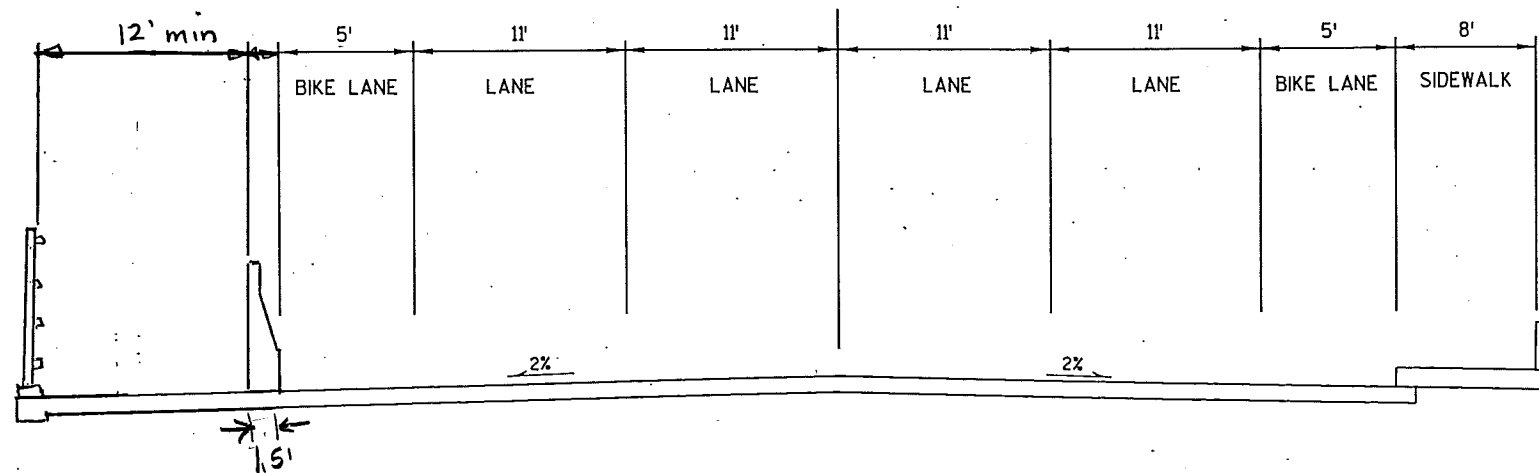 12' min 5' 11' 11' 11' 11' 5' 8'
BIKE LANE LANE LANE LANE LANE BIKE LANE SIDEWALK
2% 2%
1.5'